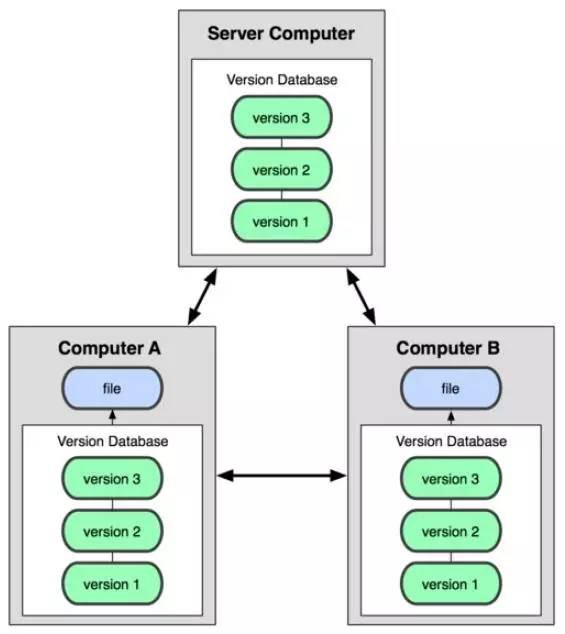 Server Computer
Version Database
version 3
version 2
version 1
Computer A
file
Version Database
version 3
version 2
version 1
Computer B
file
Version Database
version 3
version 2
version 1